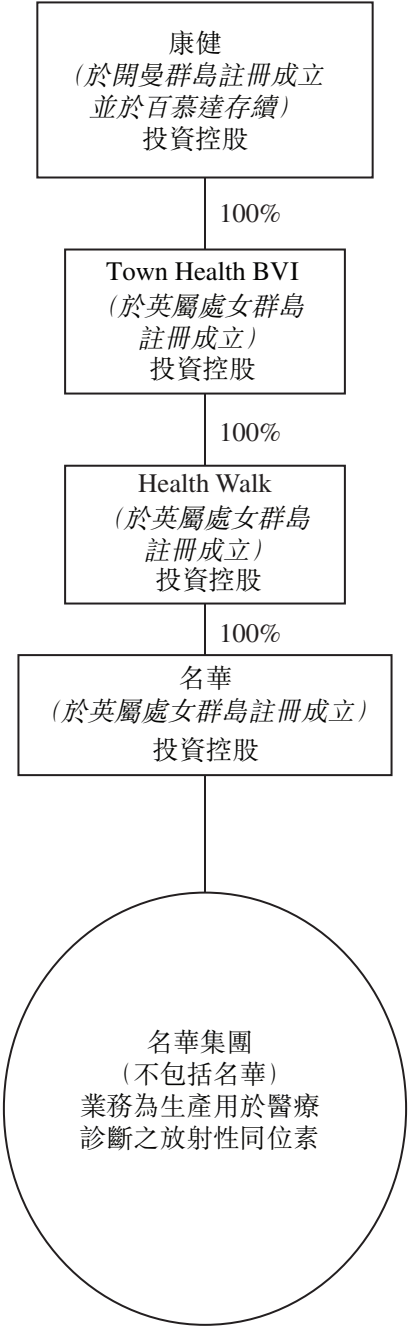 康健
（於開曼群島註冊成立
並於百慕達存續）
投資控股
100%
Town Health BVI
（於英屬處女群島
註冊成立）
投資控股
100%
Health Walk
（於英屬處女群島
註冊成立）
投資控股
100%
名華
（於英屬處女群島註冊成立）
投資控股
名華集團
（不包括名華）
業務為生產用於醫療
診斷之放射性同位素